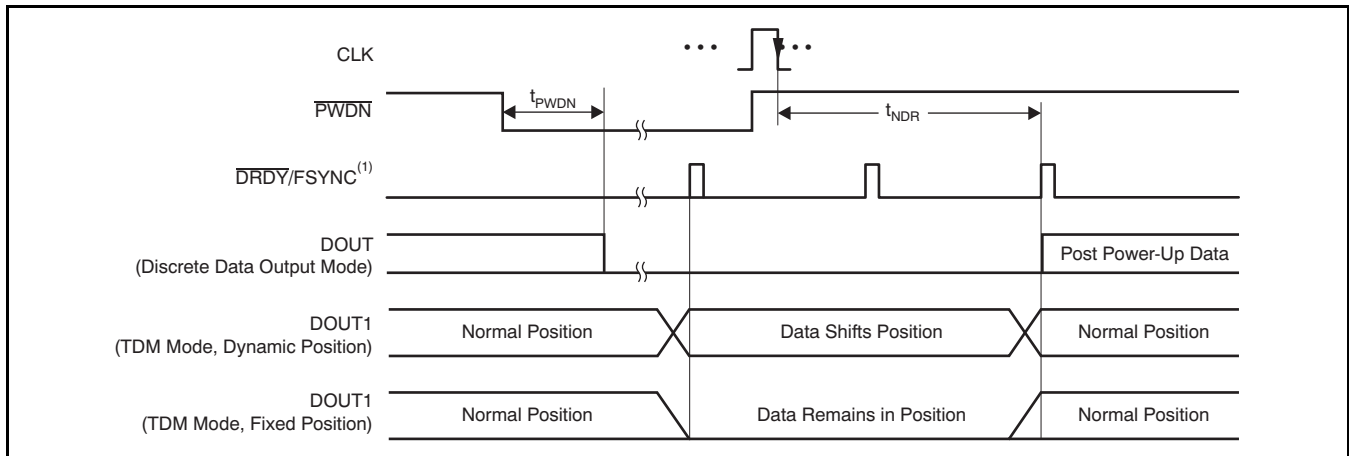 CLK
PWDN
tPWDN
tNDR
DRDY/FSYNC(1)
DOUT
(Discrete Data Output Mode)
Post Power-Up Data
DOUT1
(TDM Mode, Dynamic Position)
Normal Position
Data Shifts Position
Normal Position
DOUT1
(TDM Mode, Fixed Position)
Normal Position
Data Remains in Position
Normal Position